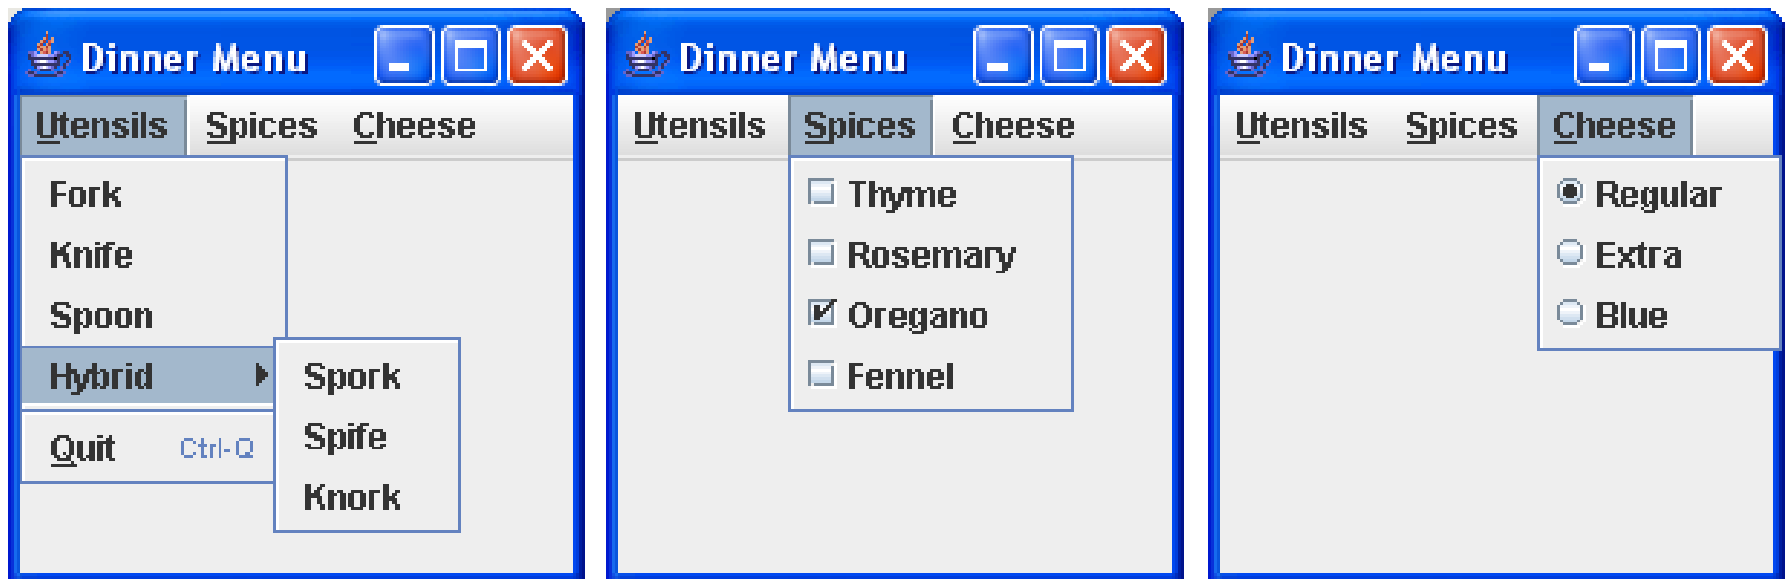 Dinner Menu
Utensils Spices Cheese
Fork
Knife
Spoon
Hybrid
Quit Ctrl-Q
Spork
Spife
Knork
Dinner Menu
Utensils Spices Cheese
Thyme
Rosemary
Oregano
Fennel
Dinner Menu
Utensils Spices Cheese
Regular
Extra
Blue